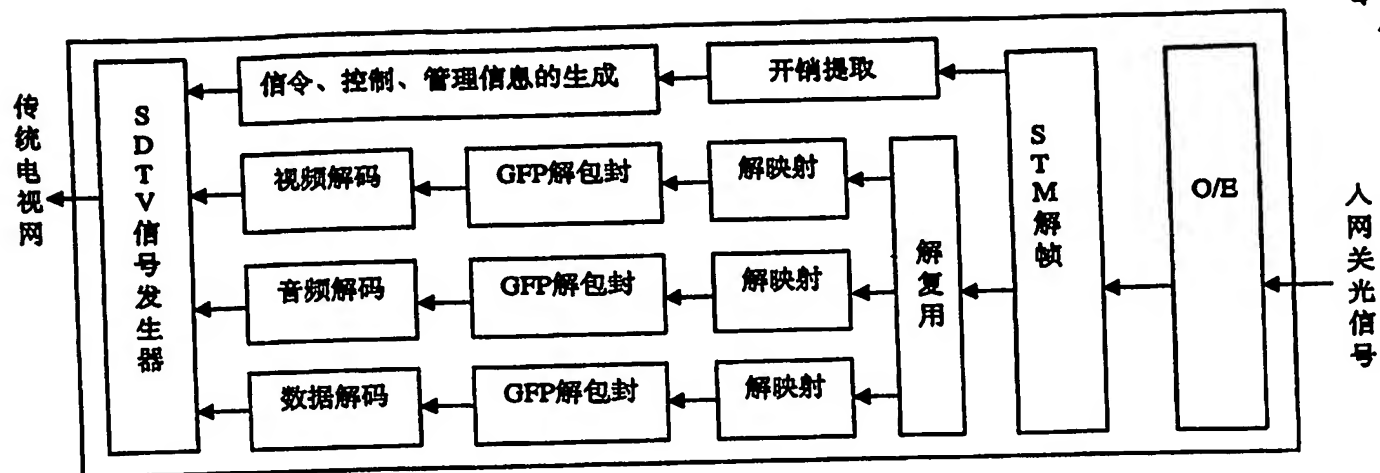 传统电视网
SDTV信号发生器
信令、控制、管理信息的生成
开销提取
视频解码
GFP解包封
解映射
音频解码
GFP解包封
解映射
数据解码
GFP解包封
解映射
解复用
STM解帧
O/E
人网关光信号